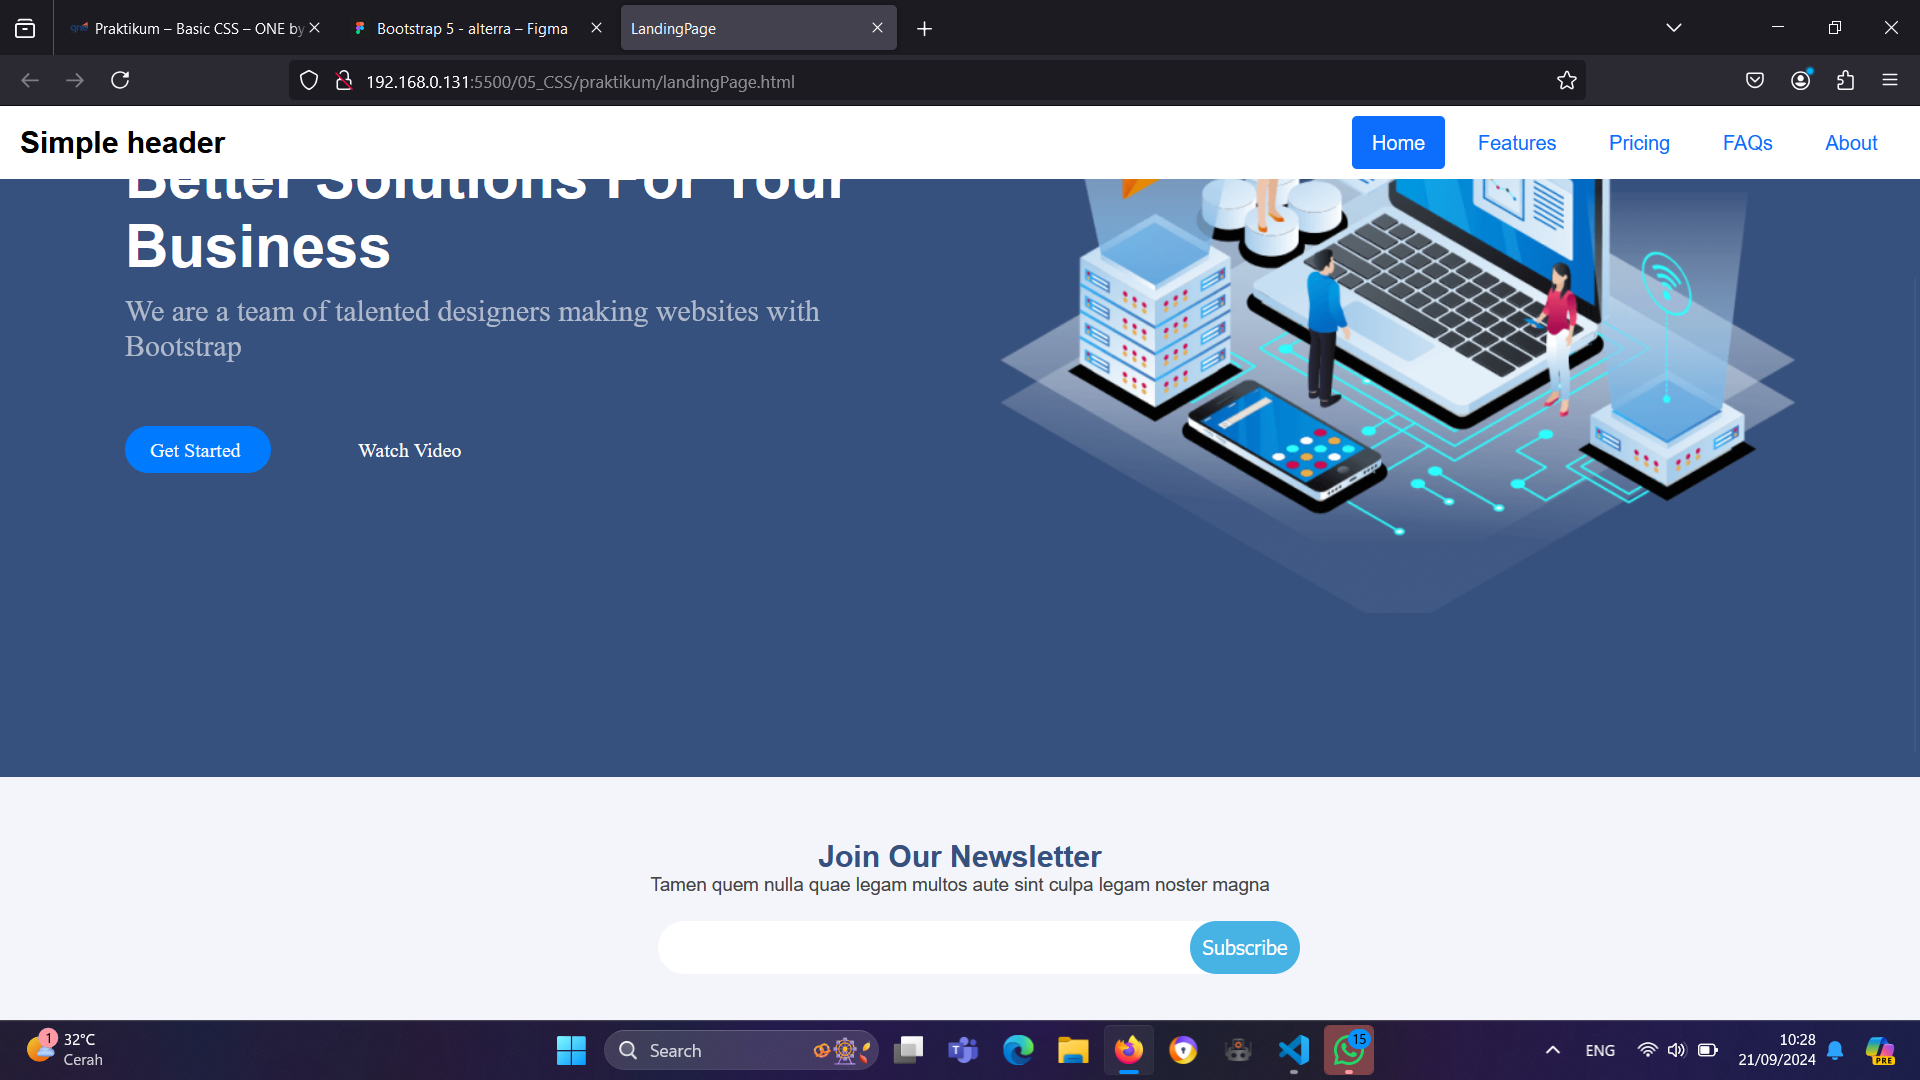 Praktikum – Basic CSS – ONE by
Bootstrap 5 - alterra – Figma
LandingPage
192.168.0.131:5500/05_CSS/praktikum/landingPage.html
Simple header
Home
Features
Pricing
FAQs
About
Better Solutions For Your
Business
We are a team of talented designers making websites with
Bootstrap
Get Started
Watch Video
Join Our Newsletter
Tamen quem nulla quae legam multos aute sint culpa legam noster magna
Subscribe
1
32°C
Cerah
Search
15
ENG
10:28
21/09/2024
PRE